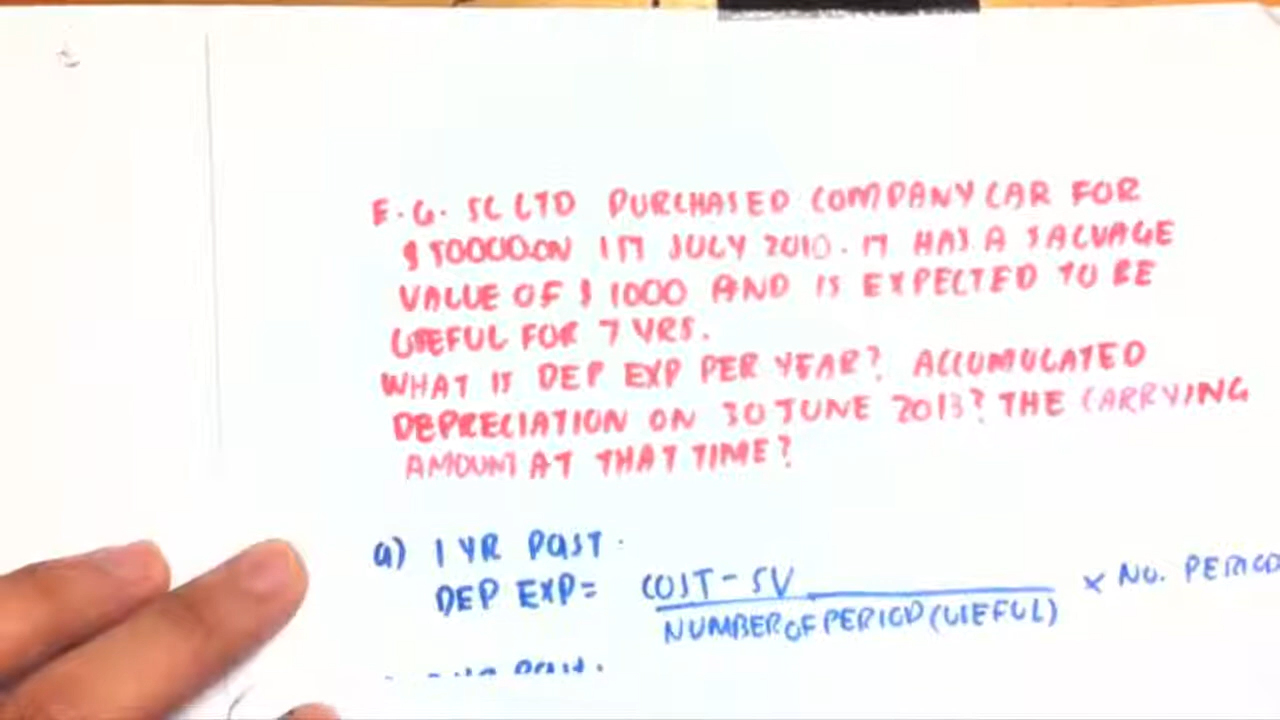 E.G. SC LTD PURCHASED COMPANY CAR FOR
$50000.ON 1ST JULY 2010. IT HAS A SALVAGE
VALUE OF $1000 AND IS EXPECTED TO BE
USEFUL FOR 7 YRS.
WHAT IS DEP EXP PER YEAR? ACCUMULATED
DEPRECIATION ON 30 JUNE 2013? THE CARRYING
AMOUNT AT THAT TIME?
a) 1 YR PAST.
DEP EXP = COST - SV
NUMBER OF PERIOD (USEFUL) × NO. PERIOD